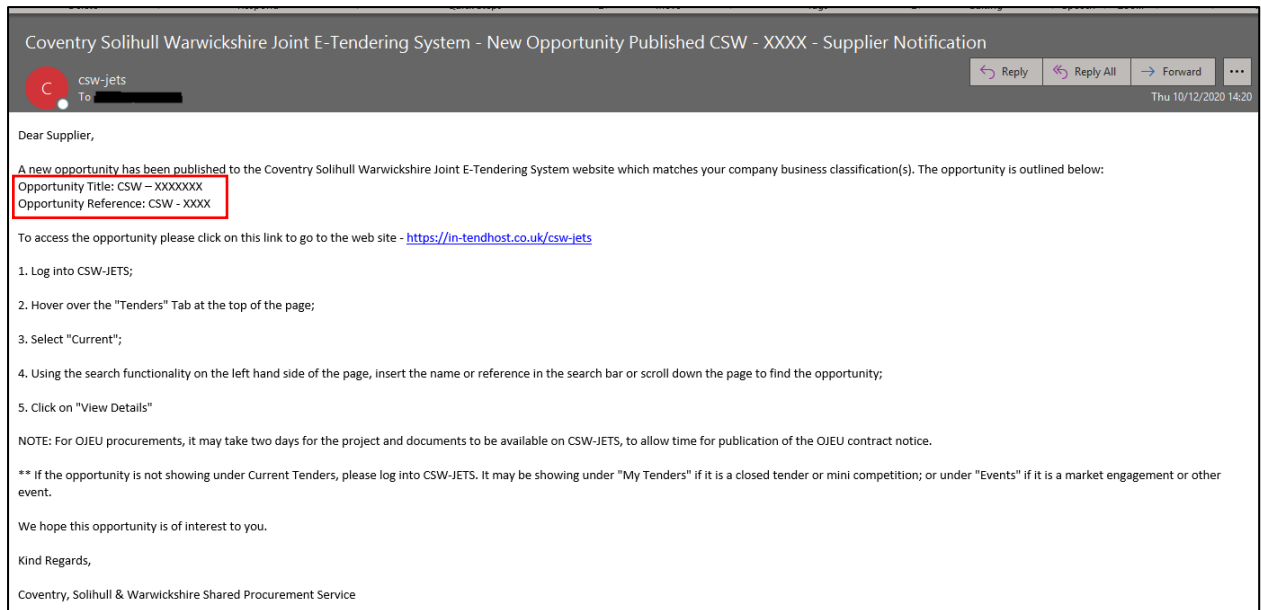 Coventry Solihull Warwickshire Joint E-Tendering System - New Opportunity Published CSW - XXXX - Supplier Notification
C
csw-jets
To
Reply
Reply All
Forward
Thu 10/12/2020 14:20
Dear Supplier,
A new opportunity has been published to the Coventry Solihull Warwickshire Joint E-Tendering System website which matches your company business classification(s). The opportunity is outlined below:
Opportunity Title: CSW – XXXXXXX
Opportunity Reference: CSW - XXXX
To access the opportunity please click on this link to go to the web site - https://in-tendhost.co.uk/csw-jets
1. Log into CSW-JETS;
2. Hover over the "Tenders" Tab at the top of the page;
3. Select "Current";
4. Using the search functionality on the left hand side of the page, insert the name or reference in the search bar or scroll down the page to find the opportunity;
5. Click on "View Details"
NOTE: For OJEU procurements, it may take two days for the project and documents to be available on CSW-JETS, to allow time for publication of the OJEU contract notice.
** If the opportunity is not showing under Current Tenders, please log into CSW-JETS. It may be showing under "My Tenders" if it is a closed tender or mini competition; or under "Events" if it is a market engagement or other
event.
We hope this opportunity is of interest to you.
Kind Regards,
Coventry, Solihull & Warwickshire Shared Procurement Service